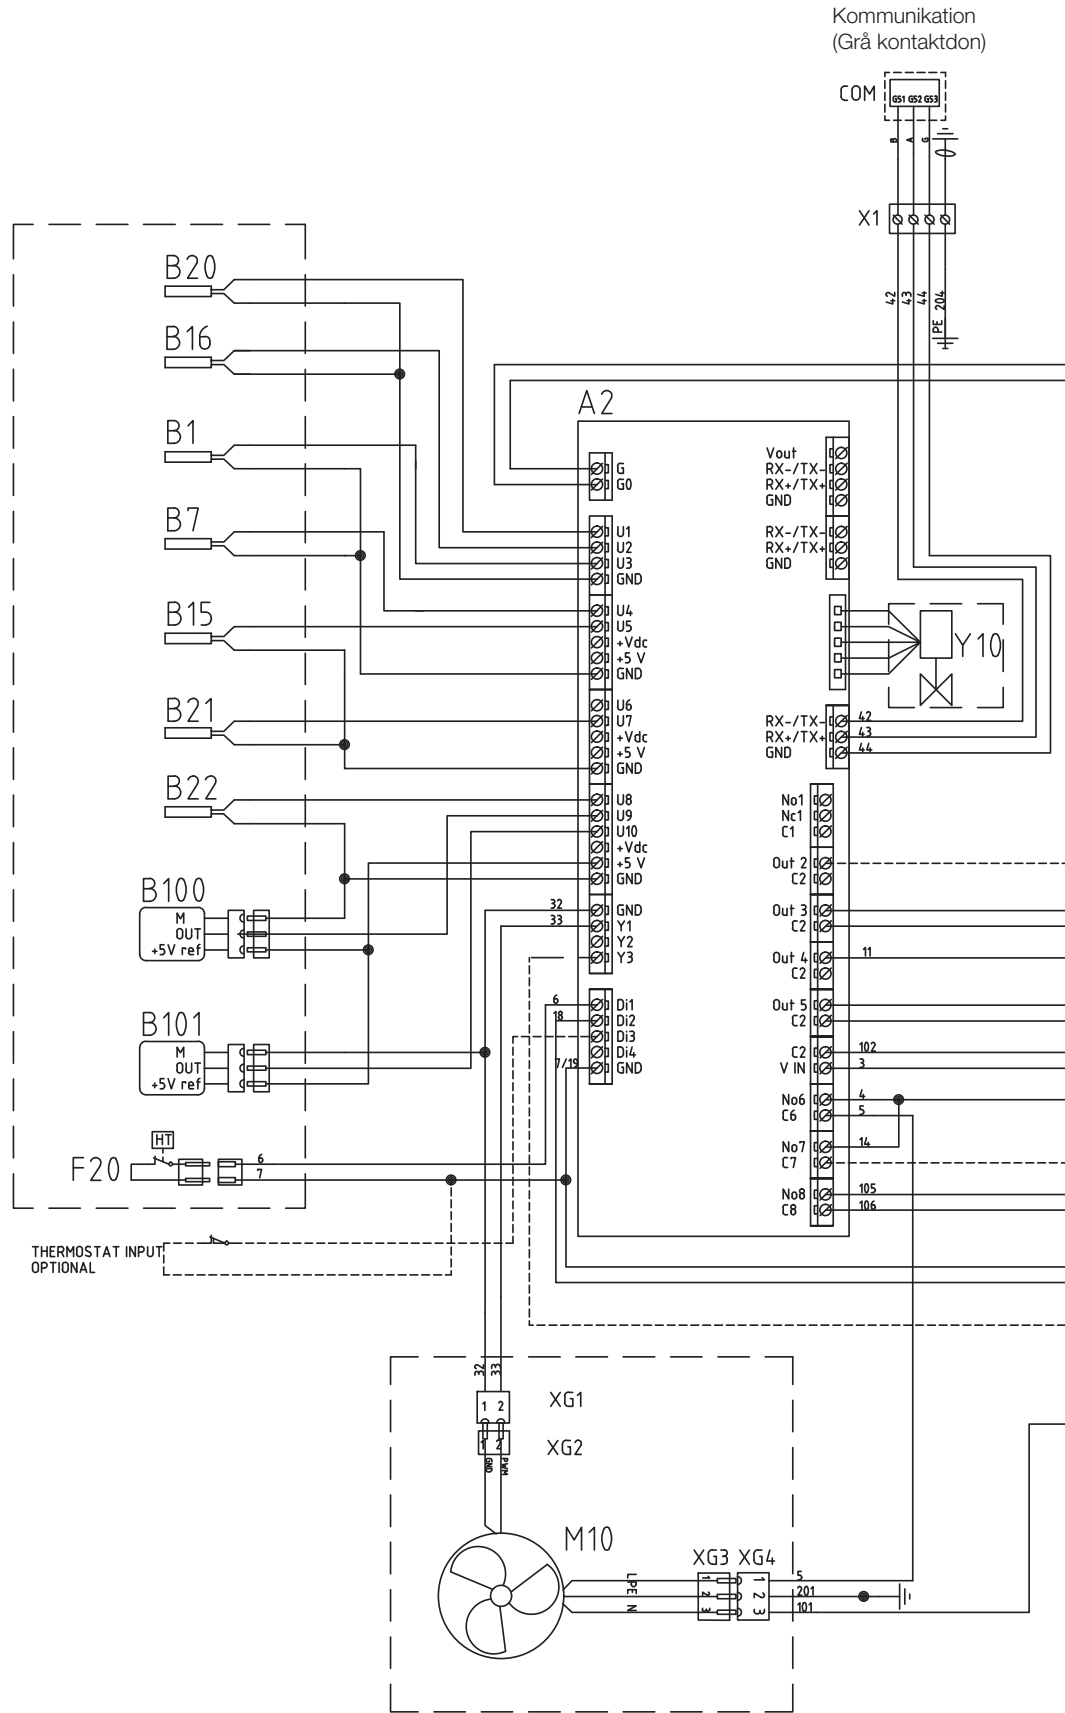 Kommunikation
(Grå kontaktdon)
COM
G51 G52 G53
B A G
X1
42 43 44 PE 204
B20
B16
B1
B7
B15
B21
B22
B100
M
OUT
+5V ref
B101
M
OUT
+5V ref
HT
F20
6
7
THERMOSTAT INPUT
OPTIONAL
A2
G
G0
U1
U2
U3
GND
U4
U5
+Vdc
+5 V
GND
U6
U7
+Vdc
+5 V
GND
U8
U9
U10
+Vdc
+5 V
GND
32 GND
33 Y1
Y2
Y3
6 Di1
18 Di2
Di3
Di4
7/19 GND
Vout
RX-/TX-
RX+/TX+
GND
RX-/TX-
RX+/TX+
GND
Y10
RX-/TX- 42
RX+/TX+ 43
GND 44
No1
Nc1
C1
Out 2
C2
Out 3
C2
Out 4 11
C2
Out 5
C2
C2 102
V IN 3
No6 4
C6 5
No7 14
C7
No8 105
C8 106
32 33
1 2 XG1
1 2 XG2
GND PWM
M10
L PE N
XG3 XG4
1 1 5
2 2 201
3 3 101